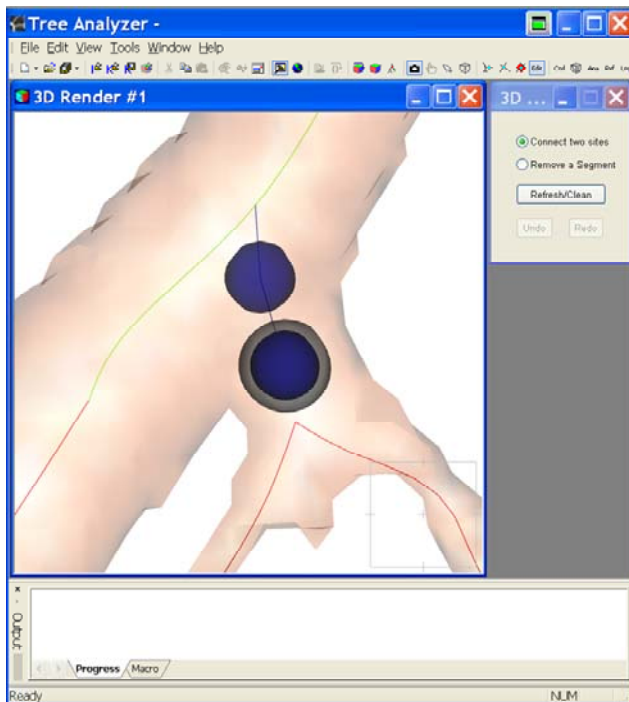 Tree Analyzer -
File Edit View Tools Window Help
3D Render #1
3D ...
Connect two sites
Remove a Segment
Refresh/Clean
Undo Redo
Output
Progress Macro
Ready NUM